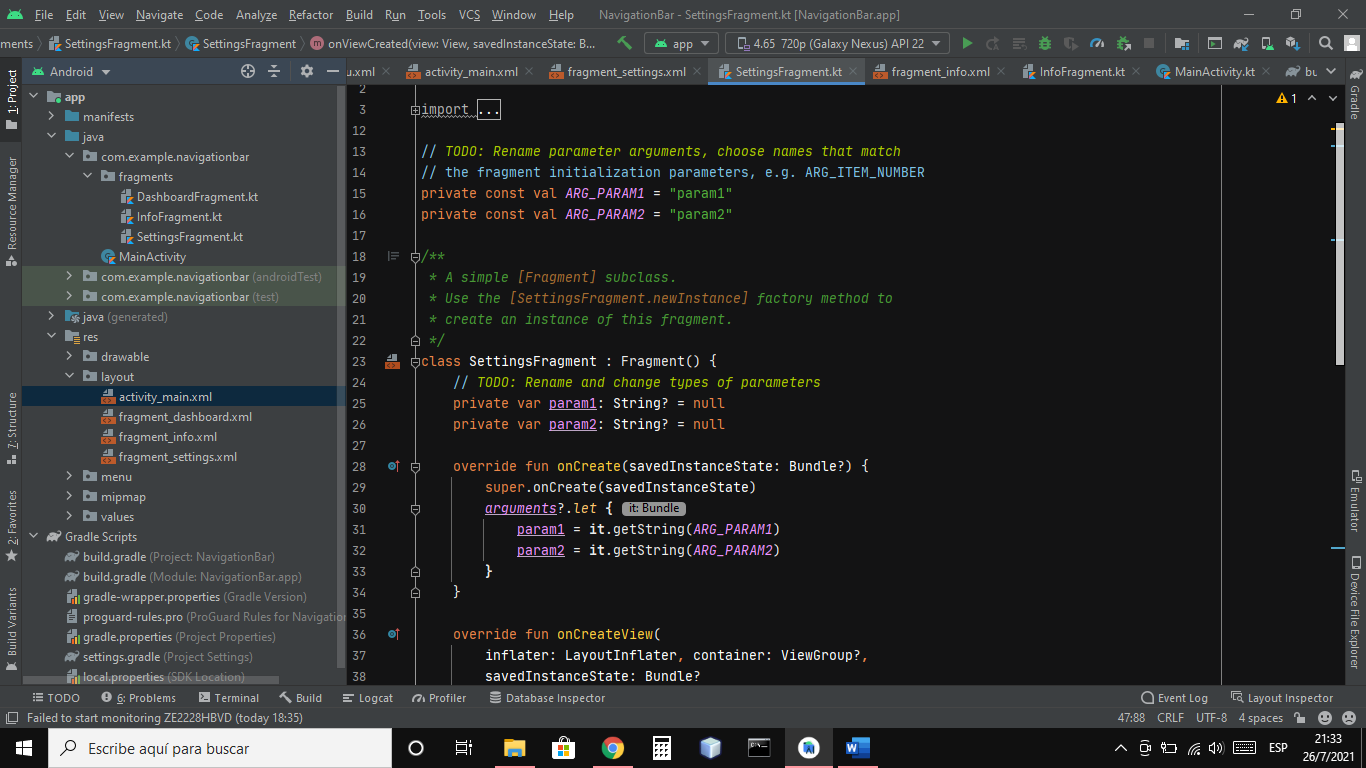 File Edit View Navigate Code Analyze Refactor Build Run Tools VCS Window Help NavigationBar - SettingsFragment.kt [NavigationBar.app]
ments SettingsFragment.kt SettingsFragment m onViewCreated(view: View, savedInstanceState: B... app 4.65 720p (Galaxy Nexus) API 22
Android u.xml activity_main.xml fragment_settings.xml SettingsFragment.kt fragment_info.xml InfoFragment.kt MainActivity.kt bu
1: Project
Resource Manager
7: Structure
2: Favorites
Build Variants
app
manifests
java
com.example.navigationbar
fragments
DashboardFragment.kt
InfoFragment.kt
SettingsFragment.kt
MainActivity
com.example.navigationbar (androidTest)
com.example.navigationbar (test)
java (generated)
res
drawable
layout
activity_main.xml
fragment_dashboard.xml
fragment_info.xml
fragment_settings.xml
menu
mipmap
values
Gradle Scripts
build.gradle (Project: NavigationBar)
build.gradle (Module: NavigationBar.app)
gradle-wrapper.properties (Gradle Version)
proguard-rules.pro (ProGuard Rules for Navigation
gradle.properties (Project Properties)
settings.gradle (Project Settings)
local.properties (SDK Location)
2
3 import ...
12
13 // TODO: Rename parameter arguments, choose names that match
14 // the fragment initialization parameters, e.g. ARG_ITEM_NUMBER
15 private const val ARG_PARAM1 = "param1"
16 private const val ARG_PARAM2 = "param2"
17
18 /**
19 * A simple [Fragment] subclass.
20 * Use the [SettingsFragment.newInstance] factory method to
21 * create an instance of this fragment.
22 */
23 class SettingsFragment : Fragment() {
24 // TODO: Rename and change types of parameters
25 private var param1: String? = null
26 private var param2: String? = null
27
28 override fun onCreate(savedInstanceState: Bundle?) {
29 super.onCreate(savedInstanceState)
30 arguments?.let { it: Bundle
31 param1 = it.getString(ARG_PARAM1)
32 param2 = it.getString(ARG_PARAM2)
33 }
34 }
35
36 override fun onCreateView(
37 inflater: LayoutInflater, container: ViewGroup?,
38 savedInstanceState: Bundle?
1
Gradle
Emulator
Device File Explorer
TODO 6: Problems Terminal Build Logcat Profiler Database Inspector Event Log Layout Inspector
Failed to start monitoring ZE2228HBVD (today 18:35) 47:88 CRLF UTF-8 4 spaces
Escribe aquí para buscar
ESP
21:33
26/7/2021